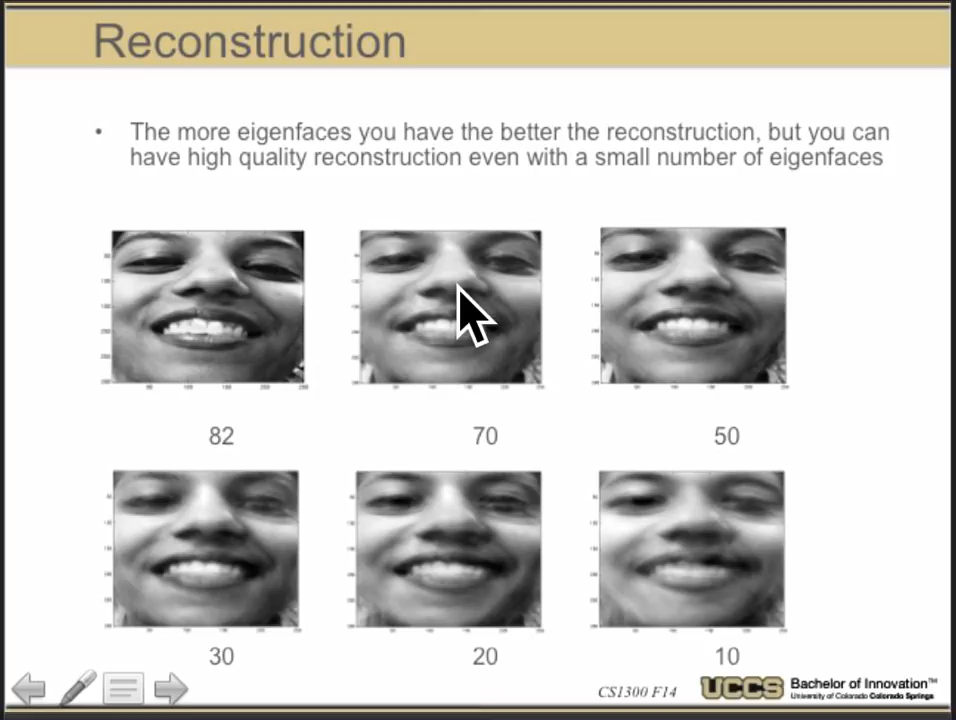 Reconstruction
• The more eigenfaces you have the better the reconstruction, but you can
have high quality reconstruction even with a small number of eigenfaces
82 70 50
30 20 10
CS1300 F14
UCCS Bachelor of Innovation™
University of Colorado Colorado Springs